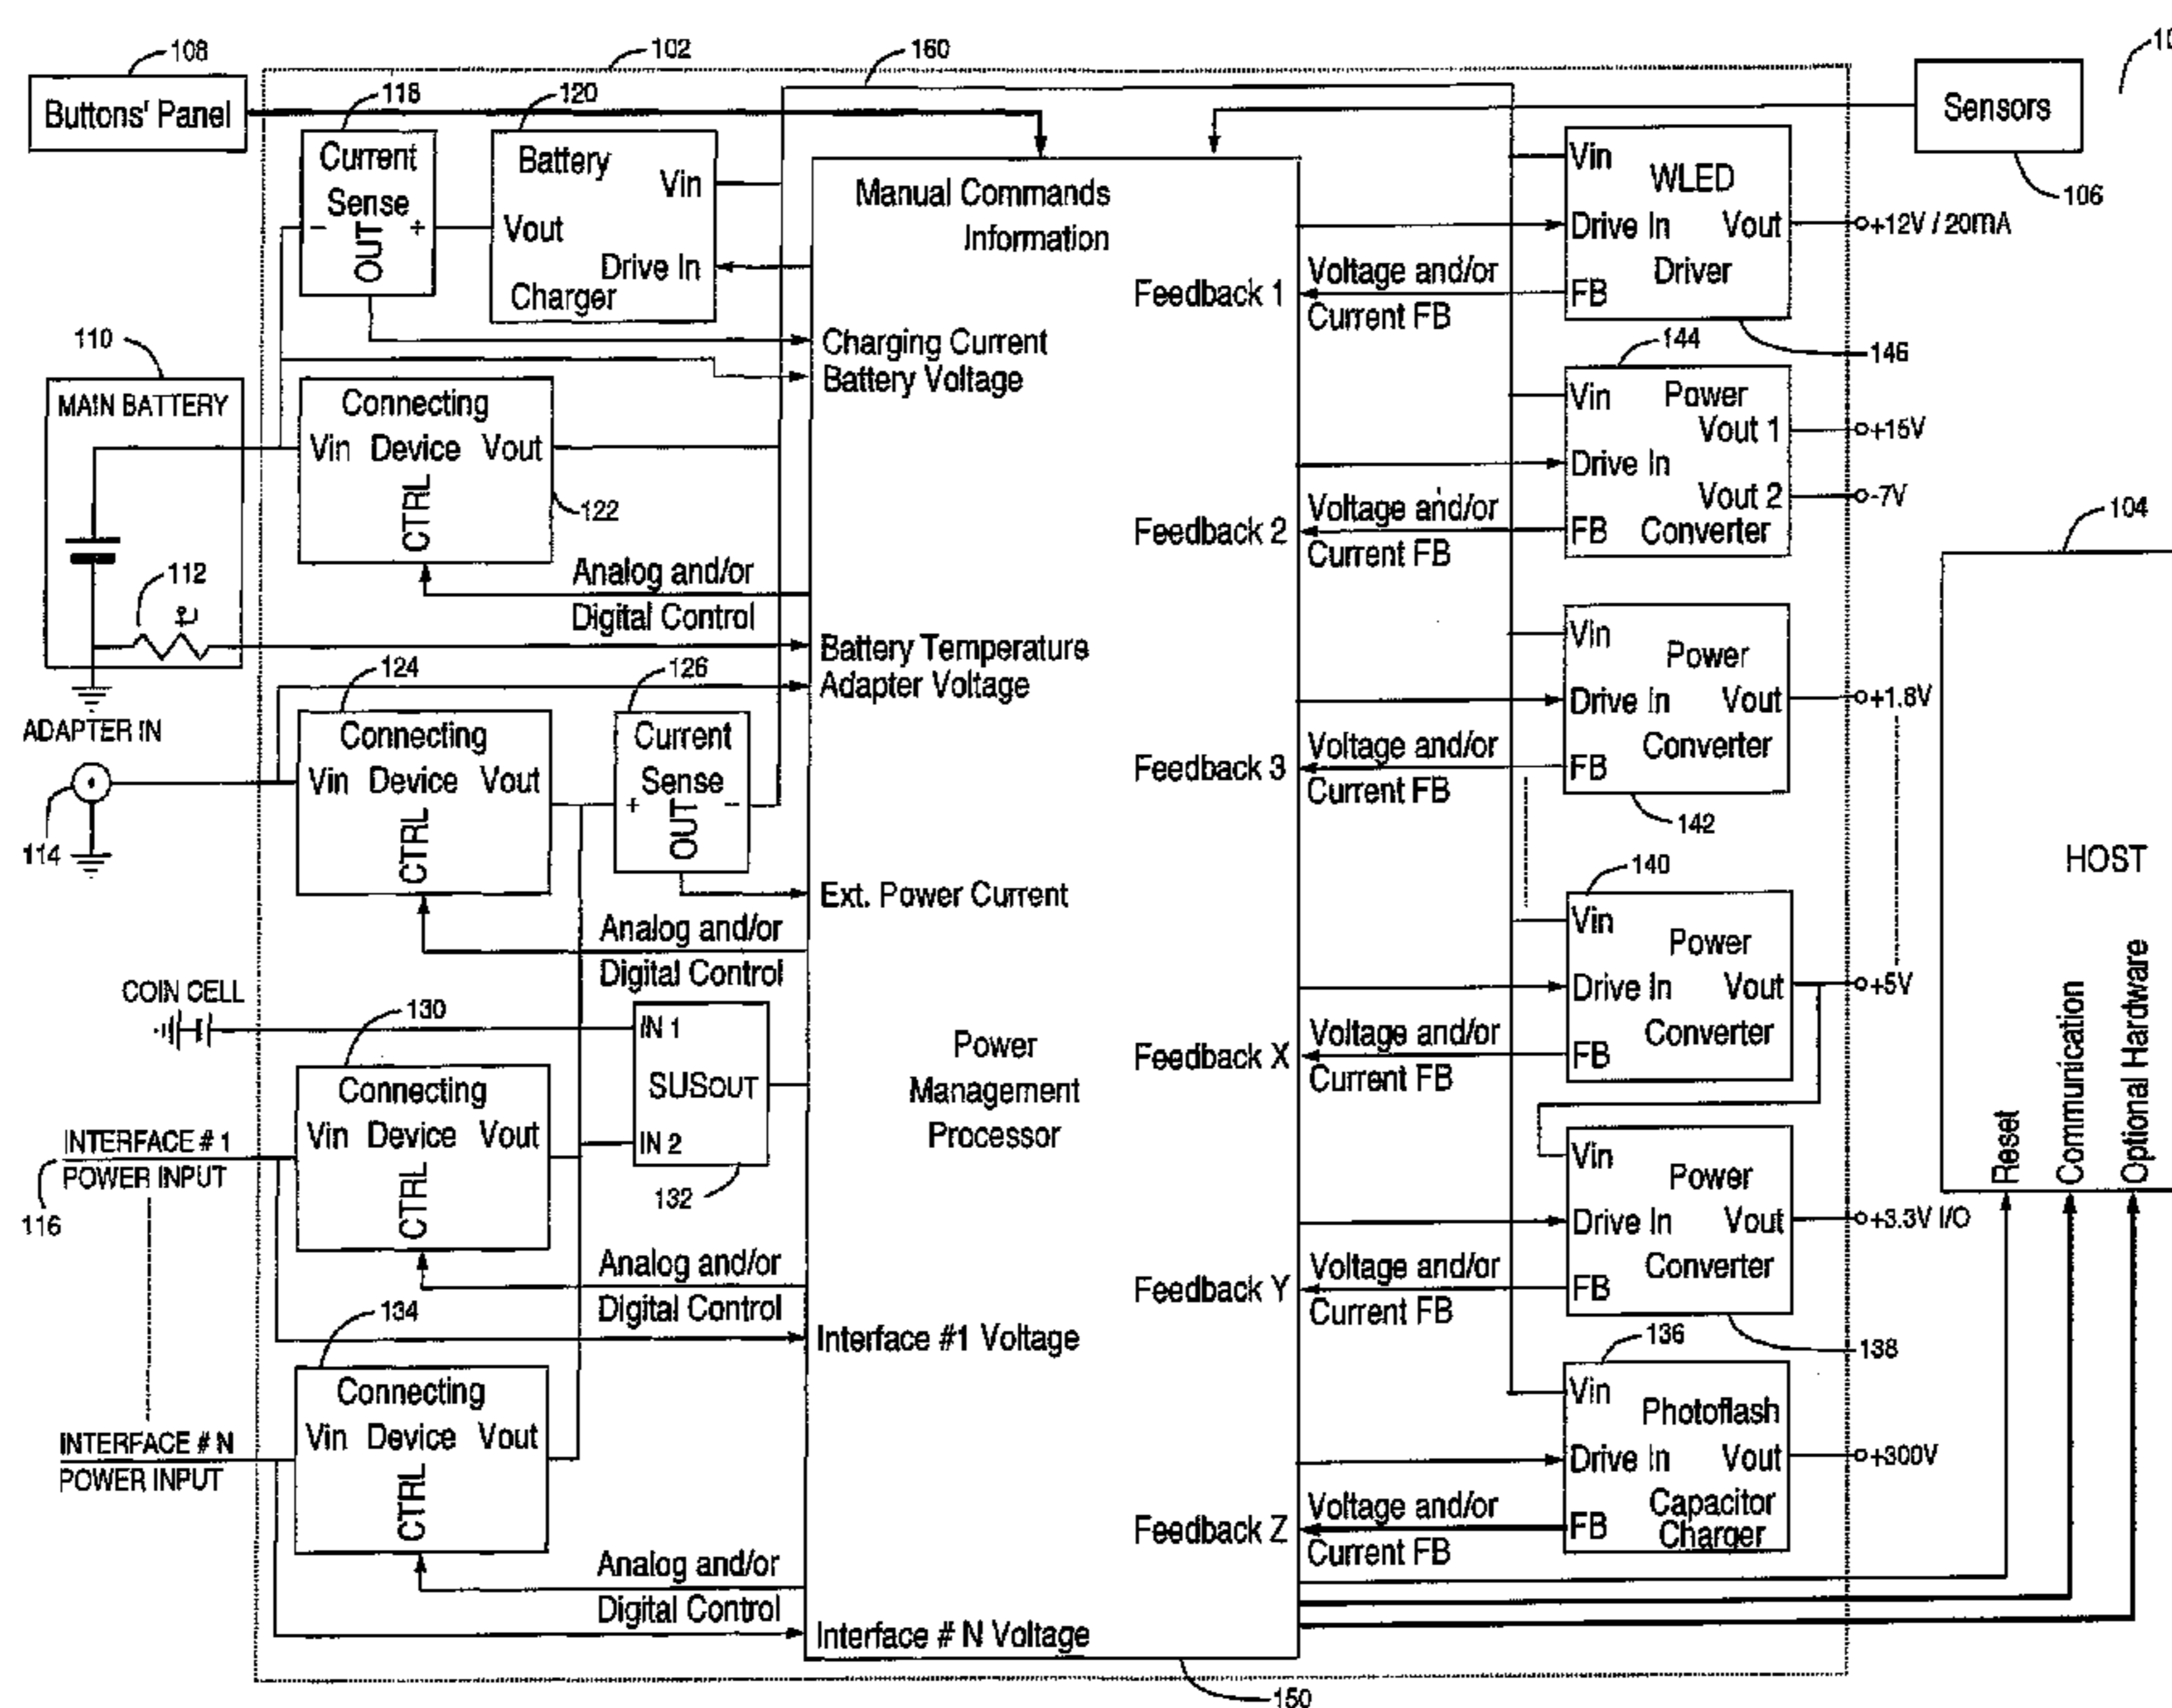 108
102
160
10
Buttons' Panel
118
120
Sensors
106
Current
Sense
- +
OUT
Battery
Vin
Vout
Drive In
Charger
Manual Commands
Information
Vin
WLED
Drive In Vout
Driver
FB
+12V / 20mA
146
Feedback 1
Voltage and/or
Current FB
Charging Current
Battery Voltage
110
MAIN BATTERY
112
t
Connecting
Vin Device Vout
CTRL
122
Analog and/or
Digital Control
144
Vin Power
Vout 1
Drive In
Vout 2
FB Converter
+15V
-7V
Feedback 2
Voltage and/or
Current FB
104
Battery Temperature
Adapter Voltage
124
126
ADAPTER IN
114
Connecting
Vin Device Vout
CTRL
Current
Sense
+ -
OUT
Vin
Power
Drive In Vout
Converter
FB
+1.8V
142
Feedback 3
Voltage and/or
Current FB
HOST
Ext. Power Current
Analog and/or
Digital Control
140
Vin
Power
Drive In Vout
Converter
FB
+5V
COIN CELL
130
IN 1
SUSOUT
IN 2
132
Power
Management
Processor
Feedback X
Voltage and/or
Current FB
Reset
Communication
Optional Hardware
INTERFACE # 1
POWER INPUT
116
Connecting
Vin Device Vout
CTRL
Analog and/or
Digital Control
Vin
Power
Drive In Vout
Converter
FB
+3.3V I/O
138
Feedback Y
Voltage and/or
Current FB
Interface #1 Voltage
134
136
INTERFACE # N
POWER INPUT
Connecting
Vin Device Vout
CTRL
Analog and/or
Digital Control
Vin
Photoflash
Drive In Vout
Capacitor
FB
Charger
+300V
Feedback Z
Voltage and/or
Current FB
Interface # N Voltage
150